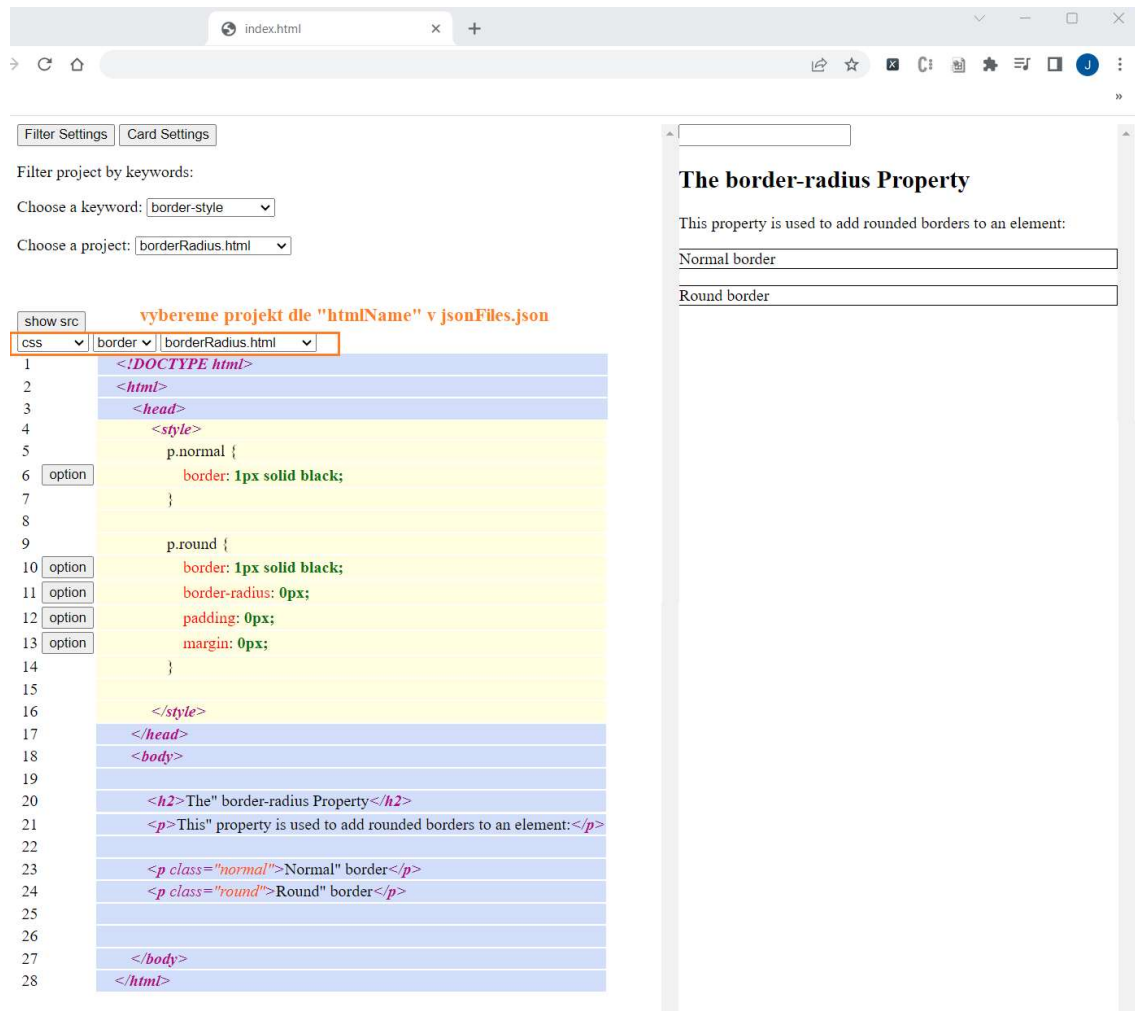 index.html
J
»
Filter Settings Card Settings
Filter project by keywords:
Choose a keyword: border-style
Choose a project: borderRadius.html
show src
vybereme projekt dle "htmlName" v jsonFiles.json
css border borderRadius.html
1 <!DOCTYPE html>
2 <html>
3 <head>
4 <style>
5 p.normal {
6 option border: 1px solid black;
7 }
8
9 p.round {
10 option border: 1px solid black;
11 option border-radius: 0px;
12 option padding: 0px;
13 option margin: 0px;
14 }
15
16 </style>
17 </head>
18 <body>
19
20 <h2>The" border-radius Property</h2>
21 <p>This" property is used to add rounded borders to an element:</p>
22
23 <p class="normal">Normal" border</p>
24 <p class="round">Round" border</p>
25
26
27 </body>
28 </html>
The border-radius Property
This property is used to add rounded borders to an element:
Normal border
Round border